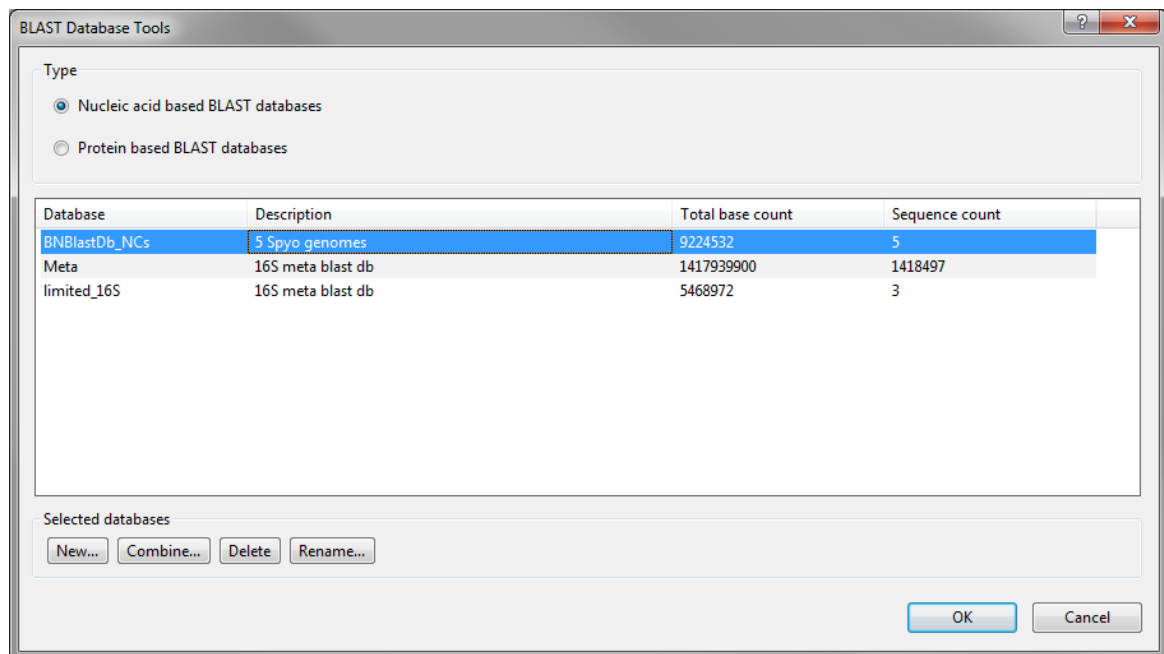 BLAST Database Tools
?
X
Type
Nucleic acid based BLAST databases
Protein based BLAST databases
Database Description Total base count Sequence count
BNBlastDb_NCs 5 Spyo genomes 9224532 5
Meta 16S meta blast db 1417939900 1418497
limited_16S 16S meta blast db 5468972 3
Selected databases
New... Combine... Delete Rename...
OK Cancel